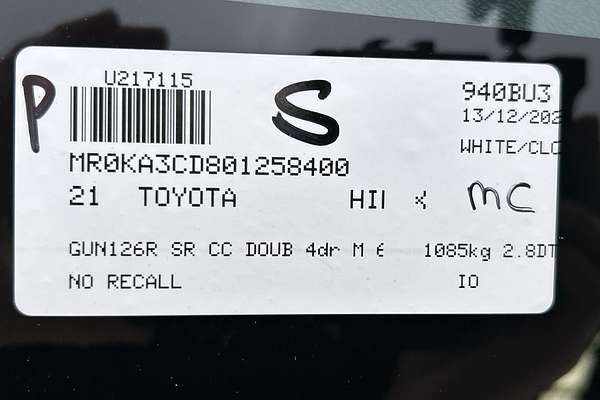 P
U217115
S
940BU3
13/12/202
WHITE/CLO
MR0KA3CD801258400
21 TOYOTA HII
MC
GUN126R SR CC DOUB 4dr M 6 1085kg 2.8DT
NO RECALL IO